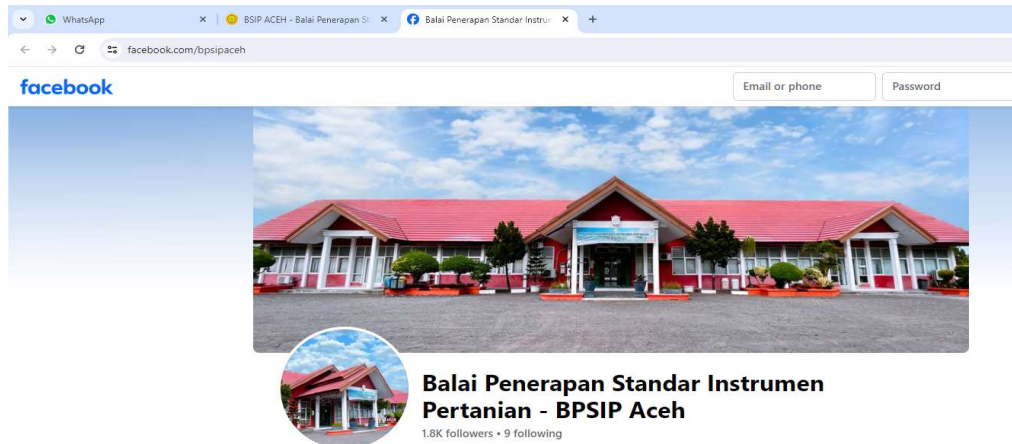 WhatsApp
BSIP ACEH - Balai Penerapan St
Balai Penerapan Standar Instrur
facebook.com/bpsipaceh
facebook
Email or phone
Password
Balai Penerapan Standar Instrumen
Pertanian - BPSIP Aceh
1.8K followers • 9 following